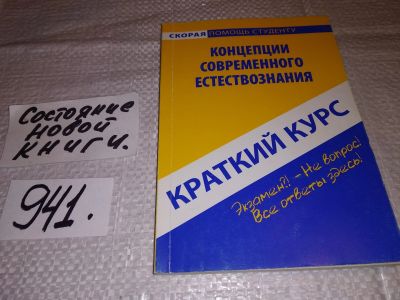 Состояние
новой
книги.
941.
СКОРАЯ ПОМОЩЬ СТУДЕНТУ
КОНЦЕПЦИИ
СОВРЕМЕННОГО
ЕСТЕСТВОЗНАНИЯ
КРАТКИЙ КУРС
Экзамен?! - Не вопрос!
Все ответы здесь!